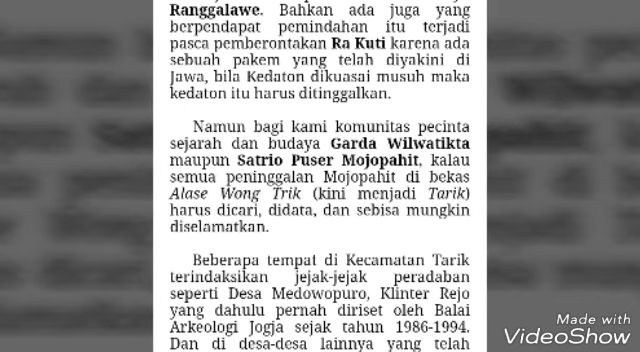 Ranggalawe. Bahkan ada juga yang
berpendapat pemindahan itu terjadi
pasca pemberontakan Ra Kuti karena ada
sebuah pakem yang telah diyakini di
Jawa, bila Kedaton dikuasai musuh maka
kedaton itu harus ditinggalkan.
Namun bagi kami komunitas pecinta
sejarah dan budaya Garda Wilwatikta
maupun Satrio Puser Mojopahit, kalau
semua peninggalan Mojopahit di bekas
Alase Wong Trik (kini menjadi Tarik)
harus dicari, didata, dan sebisa mungkin
diselamatkan.
Beberapa tempat di Kecamatan Tarik
terindaksikan jejak-jejak peradaban
seperti Desa Medowopuro, Klinter Rejo
yang dahulu pernah diriset oleh Balai
Arkeologi Jogja sejak tahun 1986-1994.
Dan di desa-desa lainnya yang telah
Made with
VideoShow